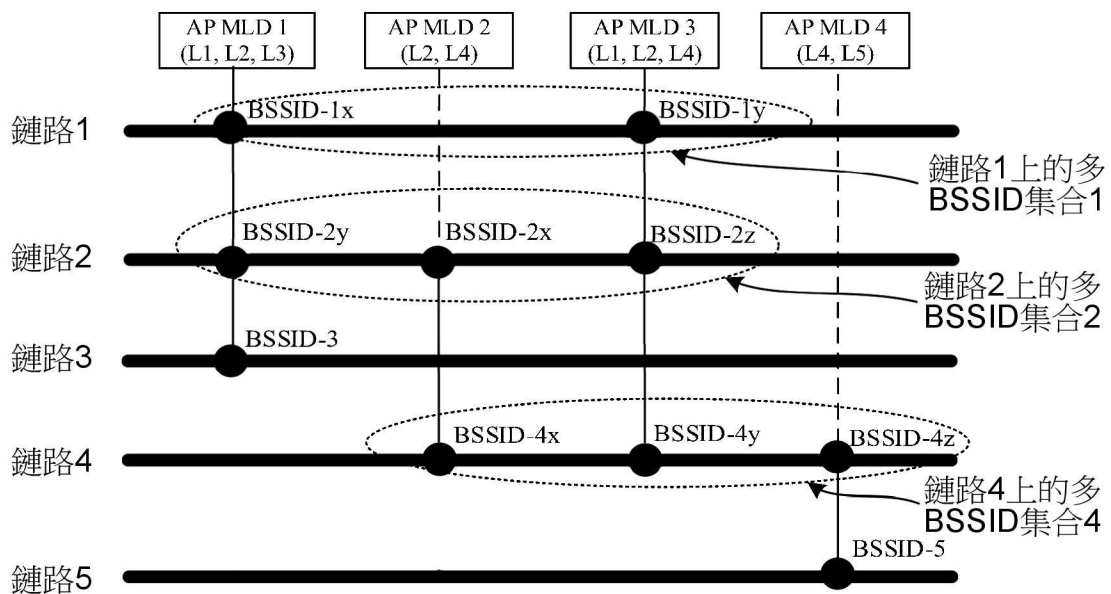 AP MLD 1
(L1, L2, L3)
AP MLD 2
(L2, L4)
AP MLD 3
(L1, L2, L4)
AP MLD 4
(L4, L5)
鏈路1
BSSID-1x
BSSID-1y
鏈路1上的多
BSSID集合1
鏈路2
BSSID-2y
BSSID-2x
BSSID-2z
鏈路2上的多
BSSID集合2
鏈路3
BSSID-3
鏈路4
BSSID-4x
BSSID-4y
BSSID-4z
鏈路4上的多
BSSID集合4
鏈路5
BSSID-5